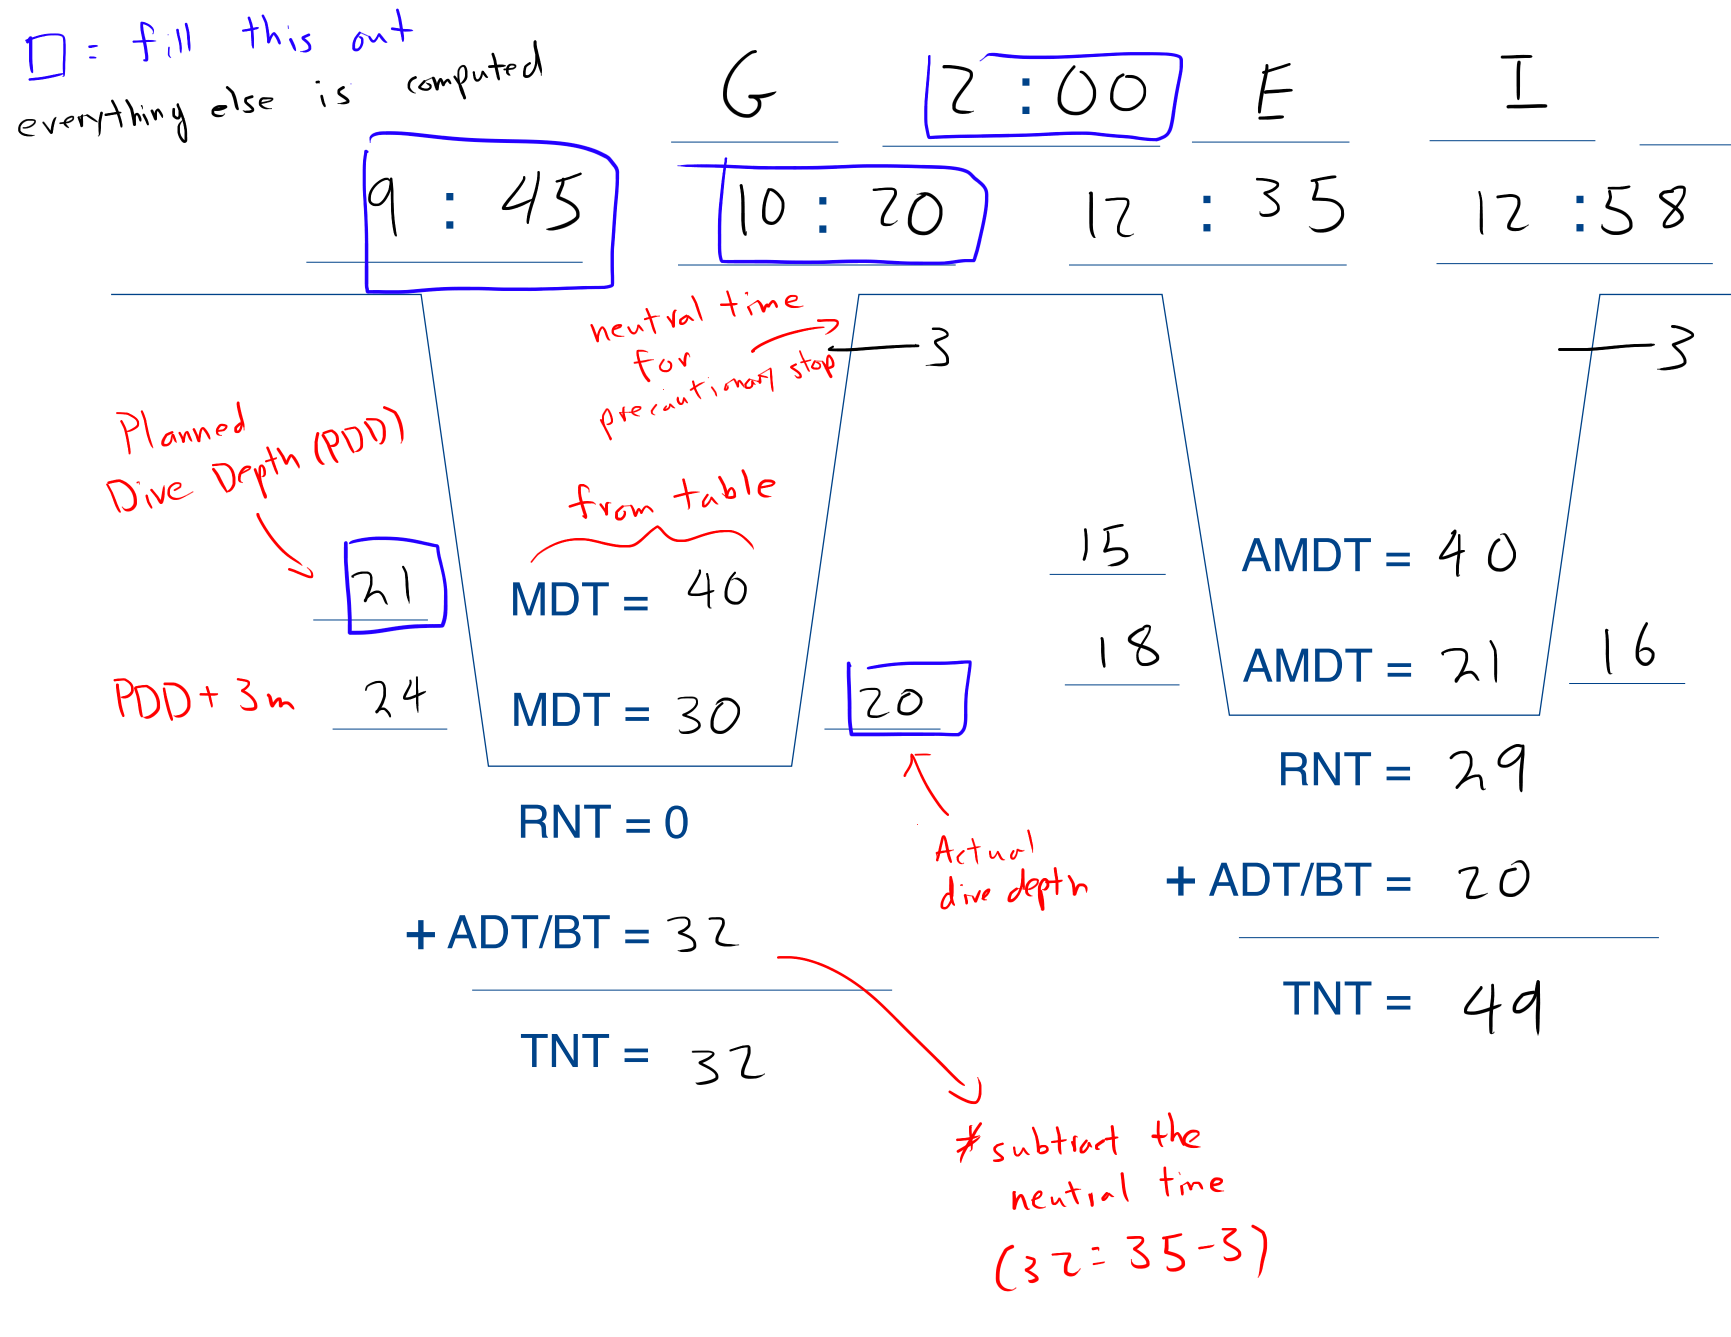 □ = fill this out
everything else is computed
G 2 : 00 E I
9 : 45 10 : 20 12 : 35 12 : 58
neutral time
for
precautionary stop
3
3
Planned
Dive Depth (PDD)
from table
21 MDT = 40
PDD + 3m 24 MDT = 30 20
RNT = 0
+ ADT/BT = 32
TNT = 32
Actual
dive depth
* subtract the
neutral time
(32 = 35 - 3)
15 AMDT = 40
18 AMDT = 21 16
RNT = 29
+ ADT/BT = 20
TNT = 49